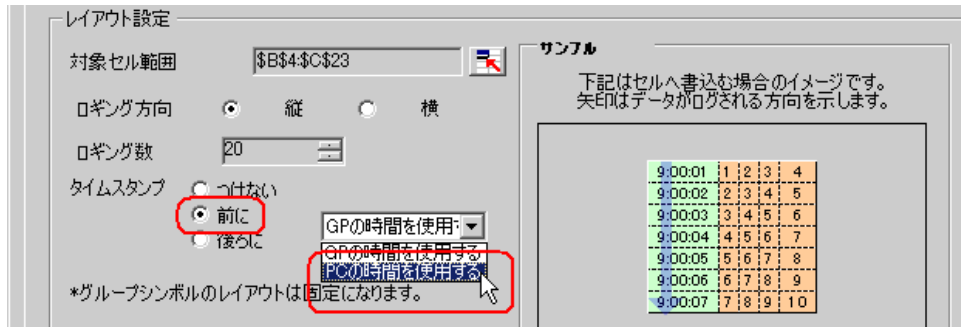 レイアウト設定
対象セル範囲 $B$4:$C$23
ロギング方向 縦 横
ロギング数 20
タイムスタンプ つけない
前に
後ろに
GPの時間を使用
GPの時間を使用する
PCの時間を使用する
*グループシンボルのレイアウトは固定になります。
サンプル
下記はセルへ書込む場合のイメージです。
矢印はデータがログされる方向を示します。
9:00:01 1 2 3 4
9:00:02 2 3 4 5
9:00:03 3 4 5 6
9:00:04 4 5 6 7
9:00:05 5 6 7 8
9:00:06 6 7 8 9
9:00:07 7 8 9 10